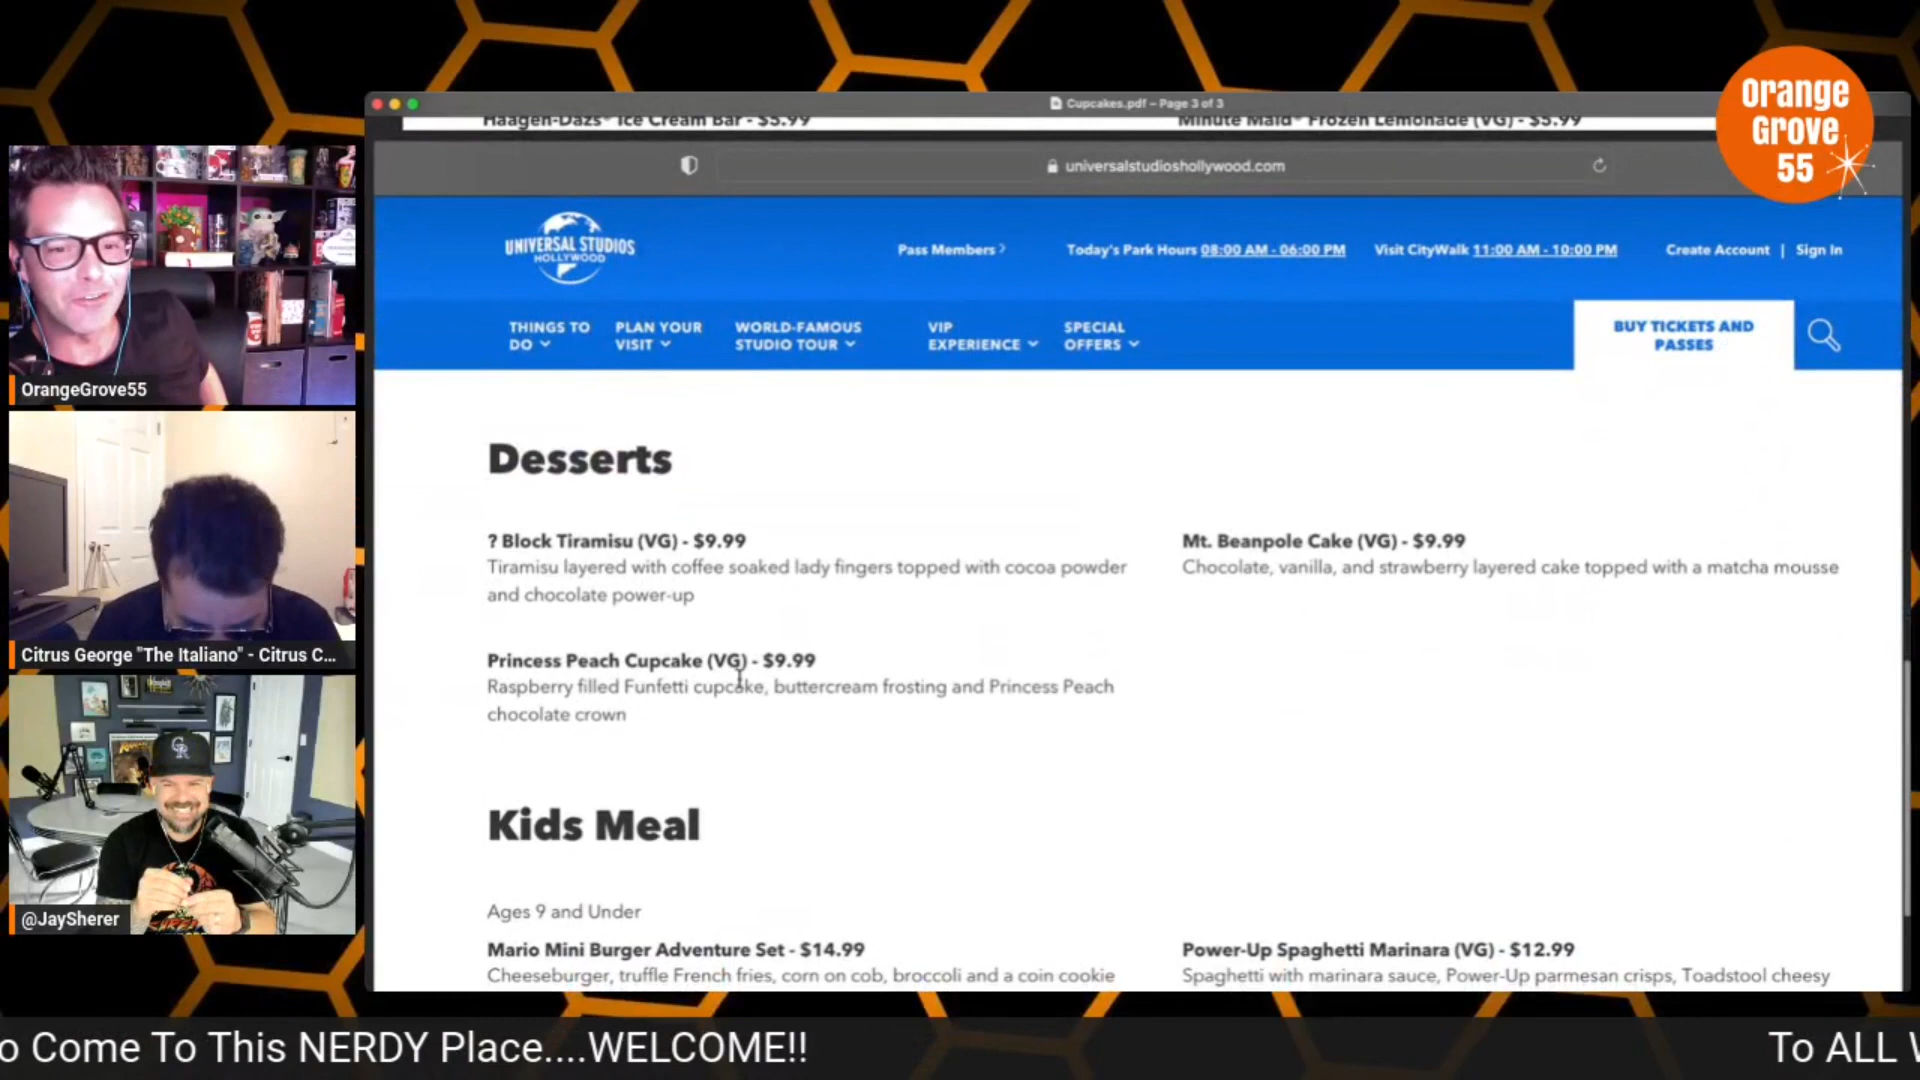 Cupcakes.pdf – Page 3 of 3
Orange
Grove
55
Häagen-Dazs® Ice Cream Bar - $5.99
Minute Maid® Frozen Lemonade (VG) - $5.99
universalstudioshollywood.com
UNIVERSAL STUDIOS
HOLLYWOOD
Pass Members
Today's Park Hours 08:00 AM - 06:00 PM
Visit CityWalk 11:00 AM - 10:00 PM
Create Account | Sign In
THINGS TO
DO
PLAN YOUR
VISIT
WORLD-FAMOUS
STUDIO TOUR
VIP
EXPERIENCE
SPECIAL
OFFERS
BUY TICKETS AND
PASSES
Desserts
? Block Tiramisu (VG) - $9.99
Tiramisu layered with coffee soaked lady fingers topped with cocoa powder
and chocolate power-up
Mt. Beanpole Cake (VG) - $9.99
Chocolate, vanilla, and strawberry layered cake topped with a matcha mousse
Princess Peach Cupcake (VG) - $9.99
Raspberry filled Funfetti cupcake, buttercream frosting and Princess Peach
chocolate crown
Kids Meal
Ages 9 and Under
Mario Mini Burger Adventure Set - $14.99
Cheeseburger, truffle French fries, corn on cob, broccoli and a coin cookie
Power-Up Spaghetti Marinara (VG) - $12.99
Spaghetti with marinara sauce, Power-Up parmesan crisps, Toadstool cheesy
OrangeGrove55
Citrus George "The Italiano" - Citrus C...
CR
@JaySherer
o Come To This NERDY Place....WELCOME!!
To ALL